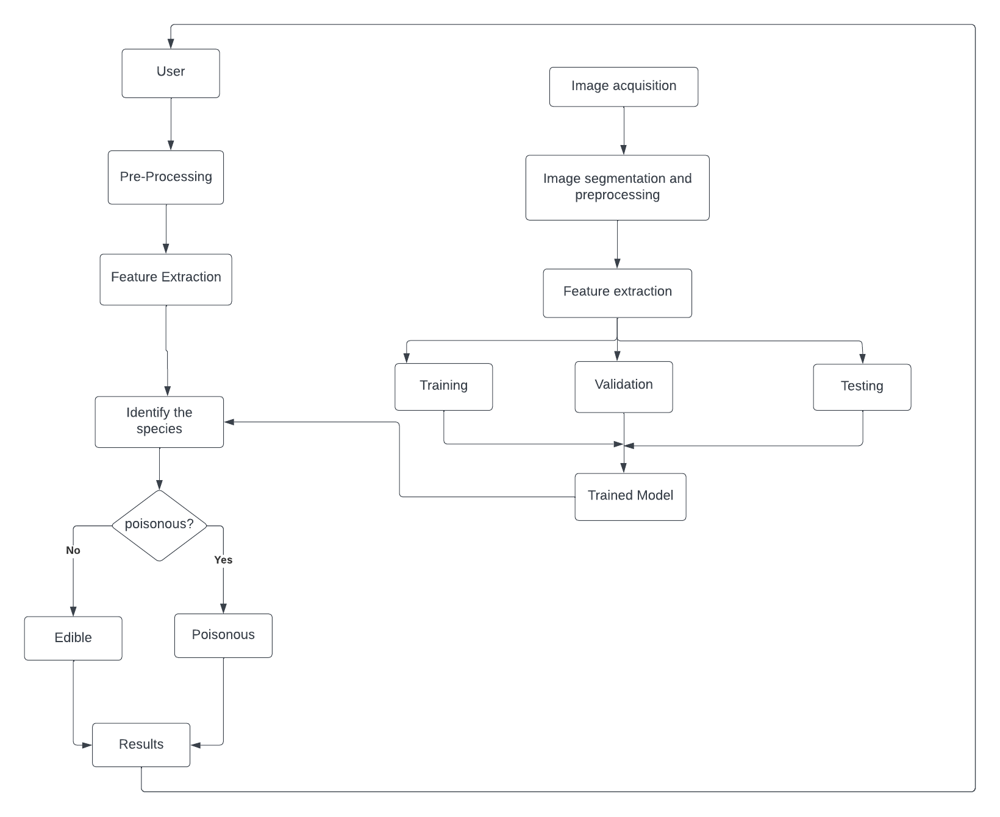 User
Pre-Processing
Feature Extraction
Identify the
species
poisonous?
No
Yes
Edible
Poisonous
Results
Image acquisition
Image segmentation and
preprocessing
Feature extraction
Training
Validation
Testing
Trained Model